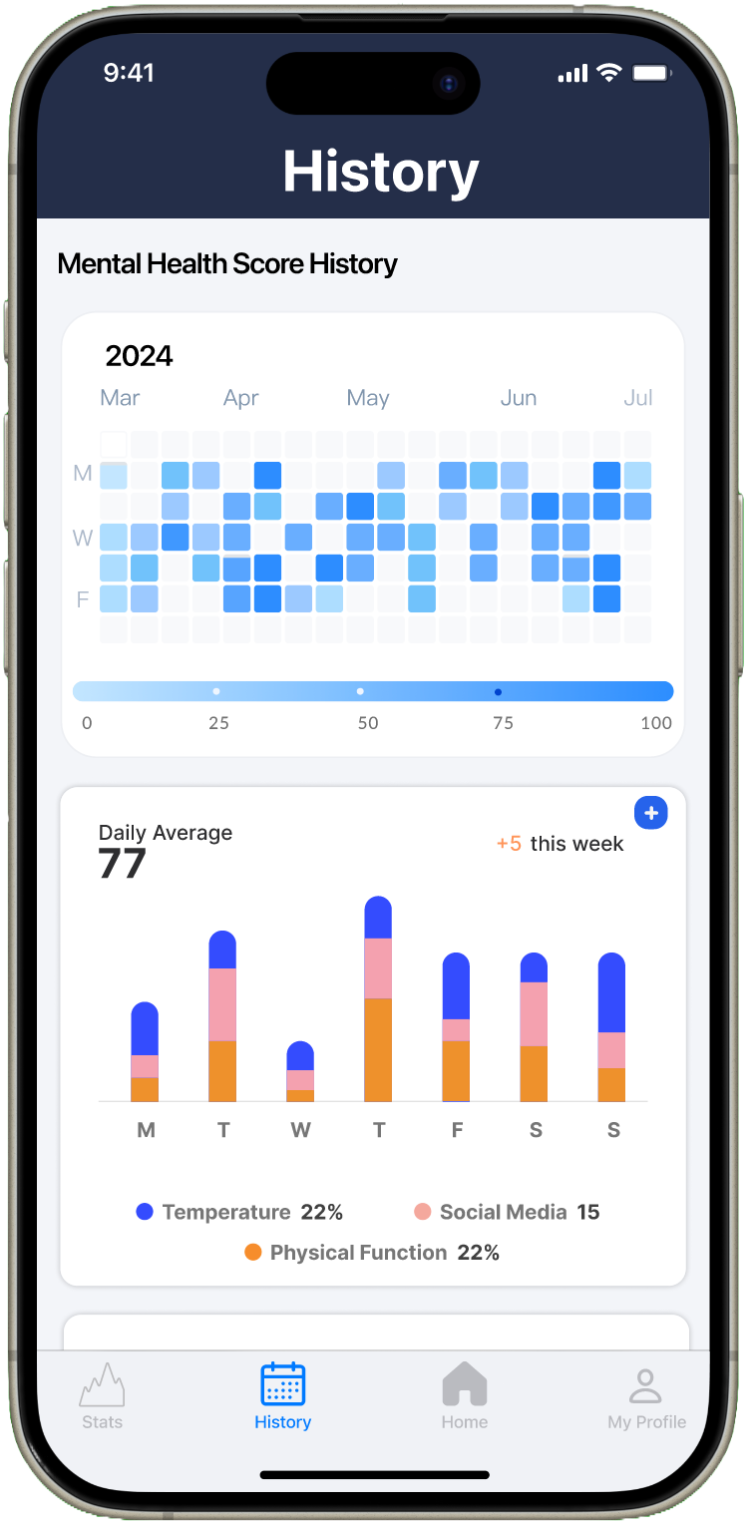 9:41
History
Mental Health Score History
2024
Mar Apr May Jun Jul
M
W
F
0 25 50 75 100
Daily Average
77
+5 this week
M T W T F S S
Temperature 22% Social Media 15
Physical Function 22%
Stats History Home My Profile